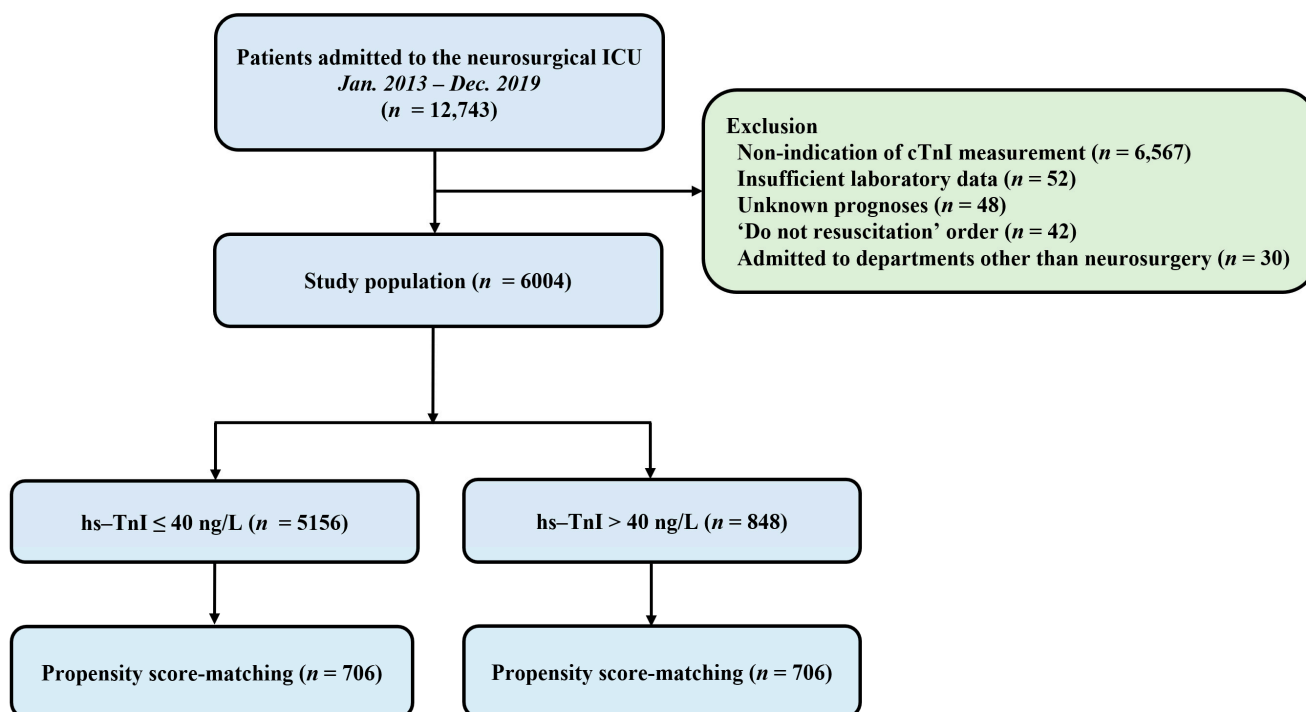 Patients admitted to the neurosurgical ICU
Jan. 2013 – Dec. 2019
(n = 12,743)
Exclusion
Non-indication of cTnI measurement (n = 6,567)
Insufficient laboratory data (n = 52)
Unknown prognoses (n = 48)
‘Do not resuscitation’ order (n = 42)
Admitted to departments other than neurosurgery (n = 30)
Study population (n = 6004)
hs–TnI ≤ 40 ng/L (n = 5156)
hs–TnI > 40 ng/L (n = 848)
Propensity score-matching (n = 706)
Propensity score-matching (n = 706)